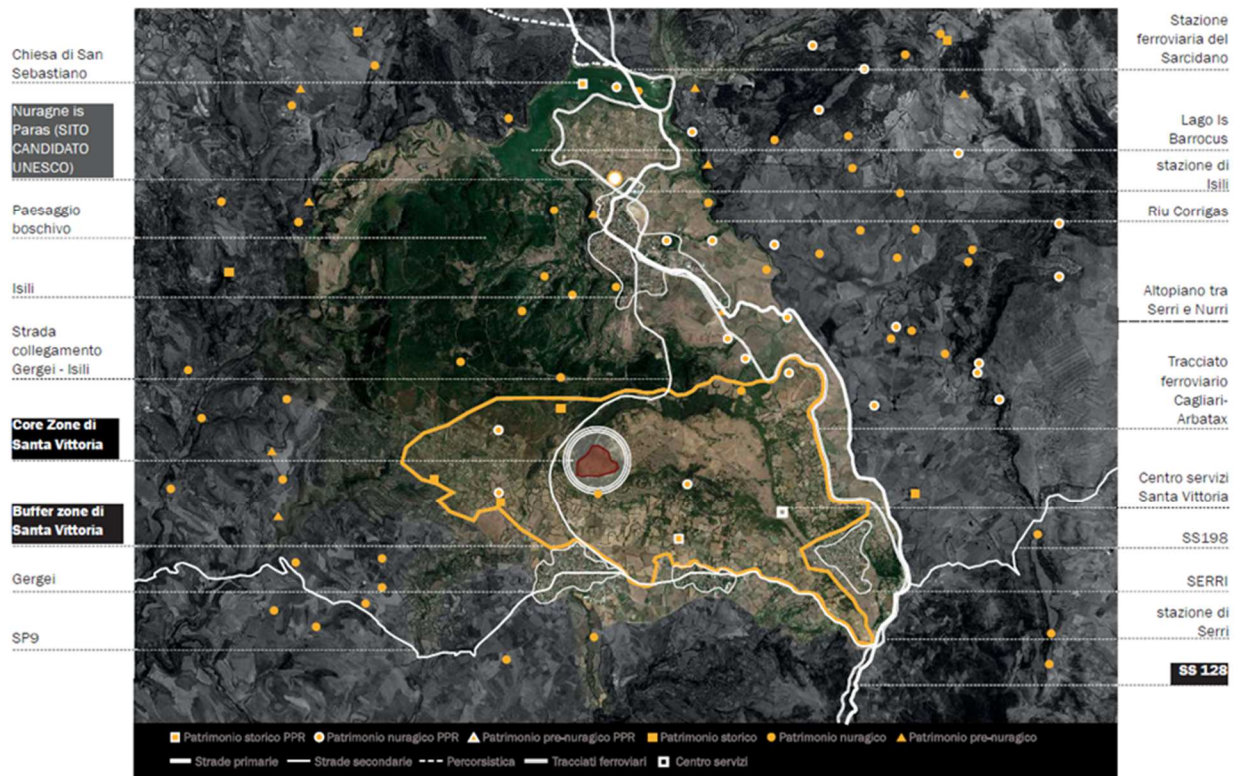 Chiesa di San
Sebastiano
Nuragne is
Paras (SITO
CANDIDATO
UNESCO)
Paesaggio
boschivo
Isili
Strada
collegamento
Gergei - Isili
Core Zone di
Santa Vittoria
Buffer zone di
Santa Vittoria
Gergei
SP9
Stazione
ferroviaria del
Sarcidano
Lago Is
Barrocus
stazione di
Isili
Riu Corrigas
Altopiano tra
Serri e Nurri
Tracciato
ferroviario
Cagliari-
Arbatax
Centro servizi
Santa Vittoria
SS198
SERRI
stazione di
Serri
SS 128
Patrimonio storico PPR Patrimonio nuragico PPR Patrimonio pre-nuragico PPR Patrimonio storico Patrimonio nuragico Patrimonio pre-nuragico
Strade primarie Strade secondarie Percorsistica Tracciati ferroviari Centro servizi